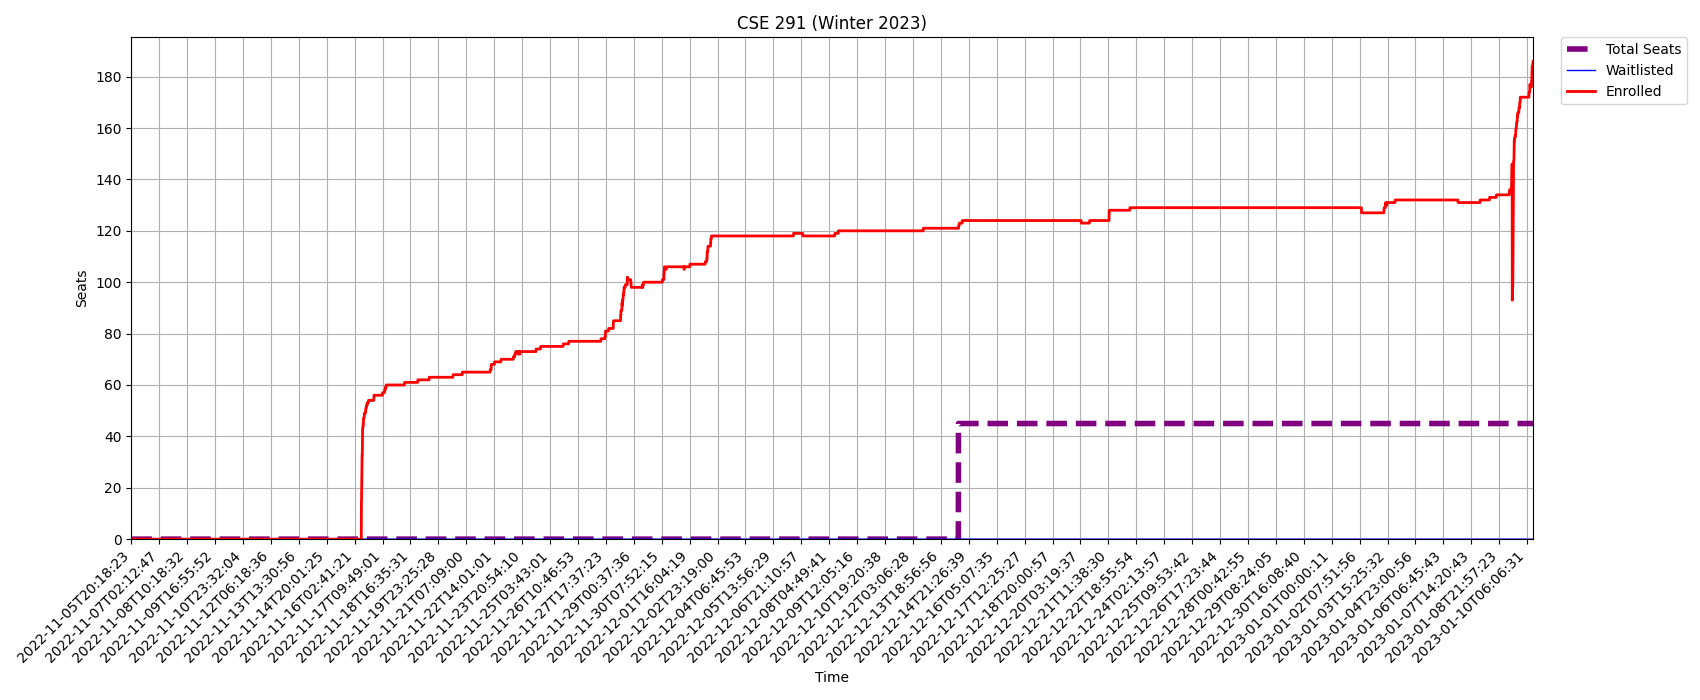 CSE 291 (Winter 2023)
Total Seats
Waitlisted
Enrolled
Seats
180
160
140
120
100
80
60
40
20
0
2022-11-05T20:18:23
2022-11-07T02:12:47
2022-11-08T10:18:32
2022-11-09T16:55:52
2022-11-10T23:32:04
2022-11-12T06:18:36
2022-11-13T13:30:56
2022-11-14T20:01:25
2022-11-16T02:41:21
2022-11-17T09:49:01
2022-11-18T16:35:31
2022-11-19T23:25:28
2022-11-21T07:09:00
2022-11-22T14:01:01
2022-11-23T20:54:10
2022-11-25T03:43:01
2022-11-26T10:46:53
2022-11-27T17:37:23
2022-11-29T00:37:36
2022-11-30T07:52:15
2022-12-01T16:04:19
2022-12-02T23:19:00
2022-12-04T06:45:53
2022-12-05T13:56:29
2022-12-06T21:10:57
2022-12-08T04:49:41
2022-12-09T12:05:16
2022-12-10T19:20:38
2022-12-12T03:06:28
2022-12-13T18:56:56
2022-12-14T21:26:39
2022-12-16T05:07:35
2022-12-17T12:25:27
2022-12-18T20:00:57
2022-12-20T03:19:37
2022-12-21T11:38:30
2022-12-22T18:55:54
2022-12-24T02:13:57
2022-12-25T09:53:42
2022-12-26T17:23:44
2022-12-28T00:42:55
2022-12-29T08:24:05
2022-12-30T16:08:40
2023-01-01T00:00:11
2023-01-02T07:51:56
2023-01-03T15:25:32
2023-01-04T23:00:56
2023-01-06T06:45:43
2023-01-07T14:20:43
2023-01-08T21:57:23
2023-01-10T06:06:31
Time